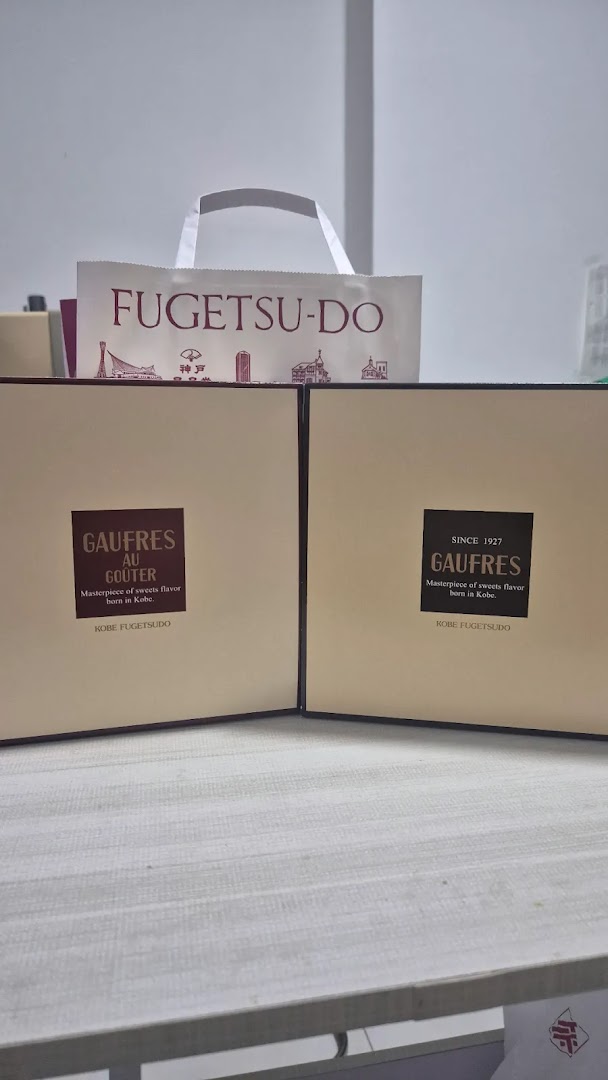 FUGETSU-DO
神戸
GAUFRES
AU
GOÛTER
Masterpiece of sweets flavor
born in Kobe.
KOBE FUGETSUDO
SINCE 1927
GAUFRES
Masterpiece of sweets flavor
born in Kobe.
KOBE FUGETSUDO